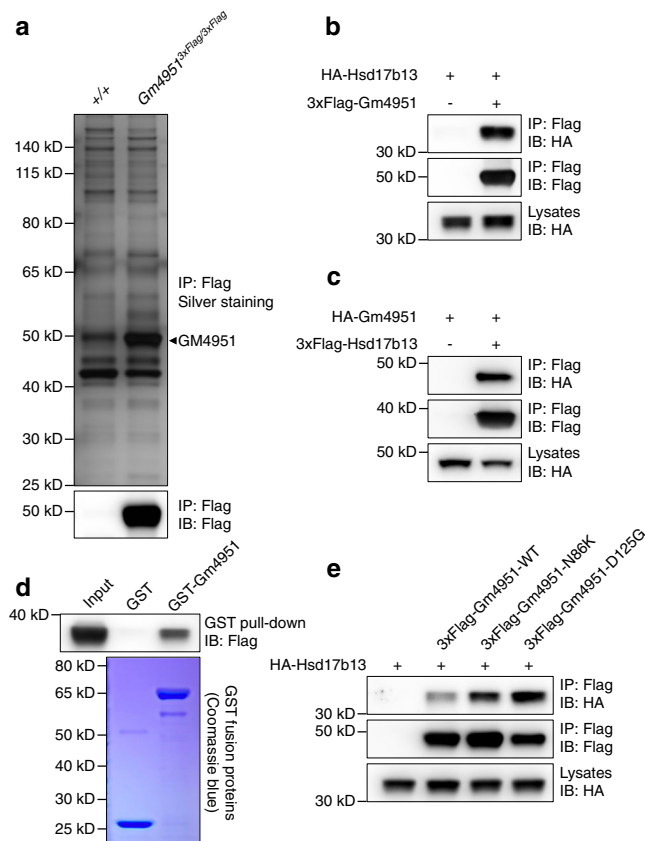 a
+/+
Gm4951 3xFlag/3xFlag
140 kD
115 kD
80 kD
65 kD
50 kD
40 kD
30 kD
25 kD
IP: Flag
Silver staining
GM4951
50 kD
IP: Flag
IB: Flag
b
HA-Hsd17b13 + +
3xFlag-Gm4951 - +
30 kD
IP: Flag
IB: HA
50 kD
IP: Flag
IB: Flag
30 kD
Lysates
IB: HA
c
HA-Gm4951 + +
3xFlag-Hsd17b13 - +
50 kD
IP: Flag
IB: HA
40 kD
IP: Flag
IB: Flag
50 kD
Lysates
IB: HA
d
Input
GST
GST-Gm4951
40 kD
GST pull-down
IB: Flag
80 kD
65 kD
50 kD
40 kD
30 kD
25 kD
GST fusion proteins
(Coomassie blue)
e
3xFlag-Gm4951-WT
3xFlag-Gm4951-N86K
3xFlag-Gm4951-D125G
HA-Hsd17b13 + + + +
30 kD
IP: Flag
IB: HA
50 kD
IP: Flag
IB: Flag
30 kD
Lysates
IB: HA